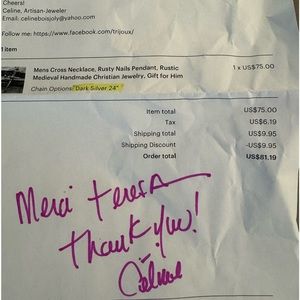 Cheers!
Celine, Artisan-Jeweler
Email: celineboisjoly@yahoo.com
Follow me: https://www.facebook.com/trijoux/
1 item
Mens Cross Necklace, Rusty Nails Pendant, Rustic
Medieval Handmade Christian Jewelry, Gift for Him
1 x US$75.00
Chain Options: "Dark Silver 24"
Item total US$75.00
Tax US$6.19
Shipping total US$9.95
Shipping Discount -US$9.95
Order total US$81.19
Merci Teresa
Thank You!
Céline